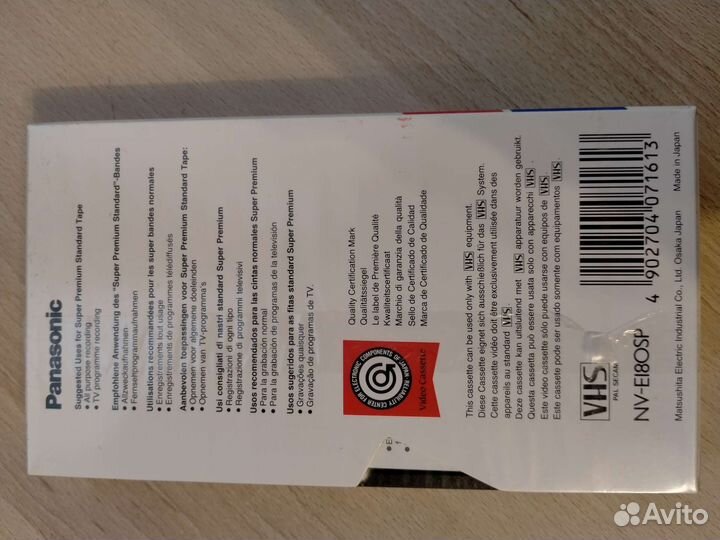 Panasonic
Suggested Uses for Super Premium Standard Tape
• All purpose recording
• TV programme recording
Empfohlene Anwendung des "Super Premium Standard" Bandes
• Allzweckaufnahmen
• Fernsehprogrammaufnahmen
Utilisations recommandées pour les super bandes normales
• Enregistrements tout usage
• Enregistrements de programmes télédiffusés
Aanbevolen toepassingen voor Super Premium Standard Tape:
• Opnemen voor algemene doeleinden
• Opnemen van TV-programma's
Usi consigliati di nastri standard Super Premium
• Registrazioni di ogni tipo
• Registrazioni di programmi televisivi
Usos recomendados para las cintas normales Super Premium
• Para la grabación normal
• Para la grabación de programas de la televisión
Usos sugeridos para as fitas standard Super Premium
• Gravações quaisquer
• Gravação de programas de TV.
RELIABILITY CENTER FOR ELECTRONIC COMPONENTS OF JAPAN
Video Cassette
Quality Certification Mark
Qualitätssiegel
Le label de Première Qualité
Kwaliteitscertificaat
Marchio di garanzia della qualità
Sello de Certificado de Calidad
Marca de Certificado de Qualidade
This cassette can be used only with VHS equipment.
Diese Cassette eignet sich ausschließlich für das VHS System.
Cette cassette vidéo doit être exclusivement utilisée dans des
appareils au standard VHS.
Deze cassette mag uitsluitend met VHS apparatuur worden gebruikt.
Questa cassetta può essere usata solo con apparecchi VHS.
Este video cassette sólo puede usarse con equipos de VHS.
Este cassete pode ser usado somente com equipamentos VHS.
VHS
PAL SECAM
NV-E180SP
4 902704 071613
Matsushita Electric Industrial Co., Ltd. Osaka Japan Made in Japan
Avito